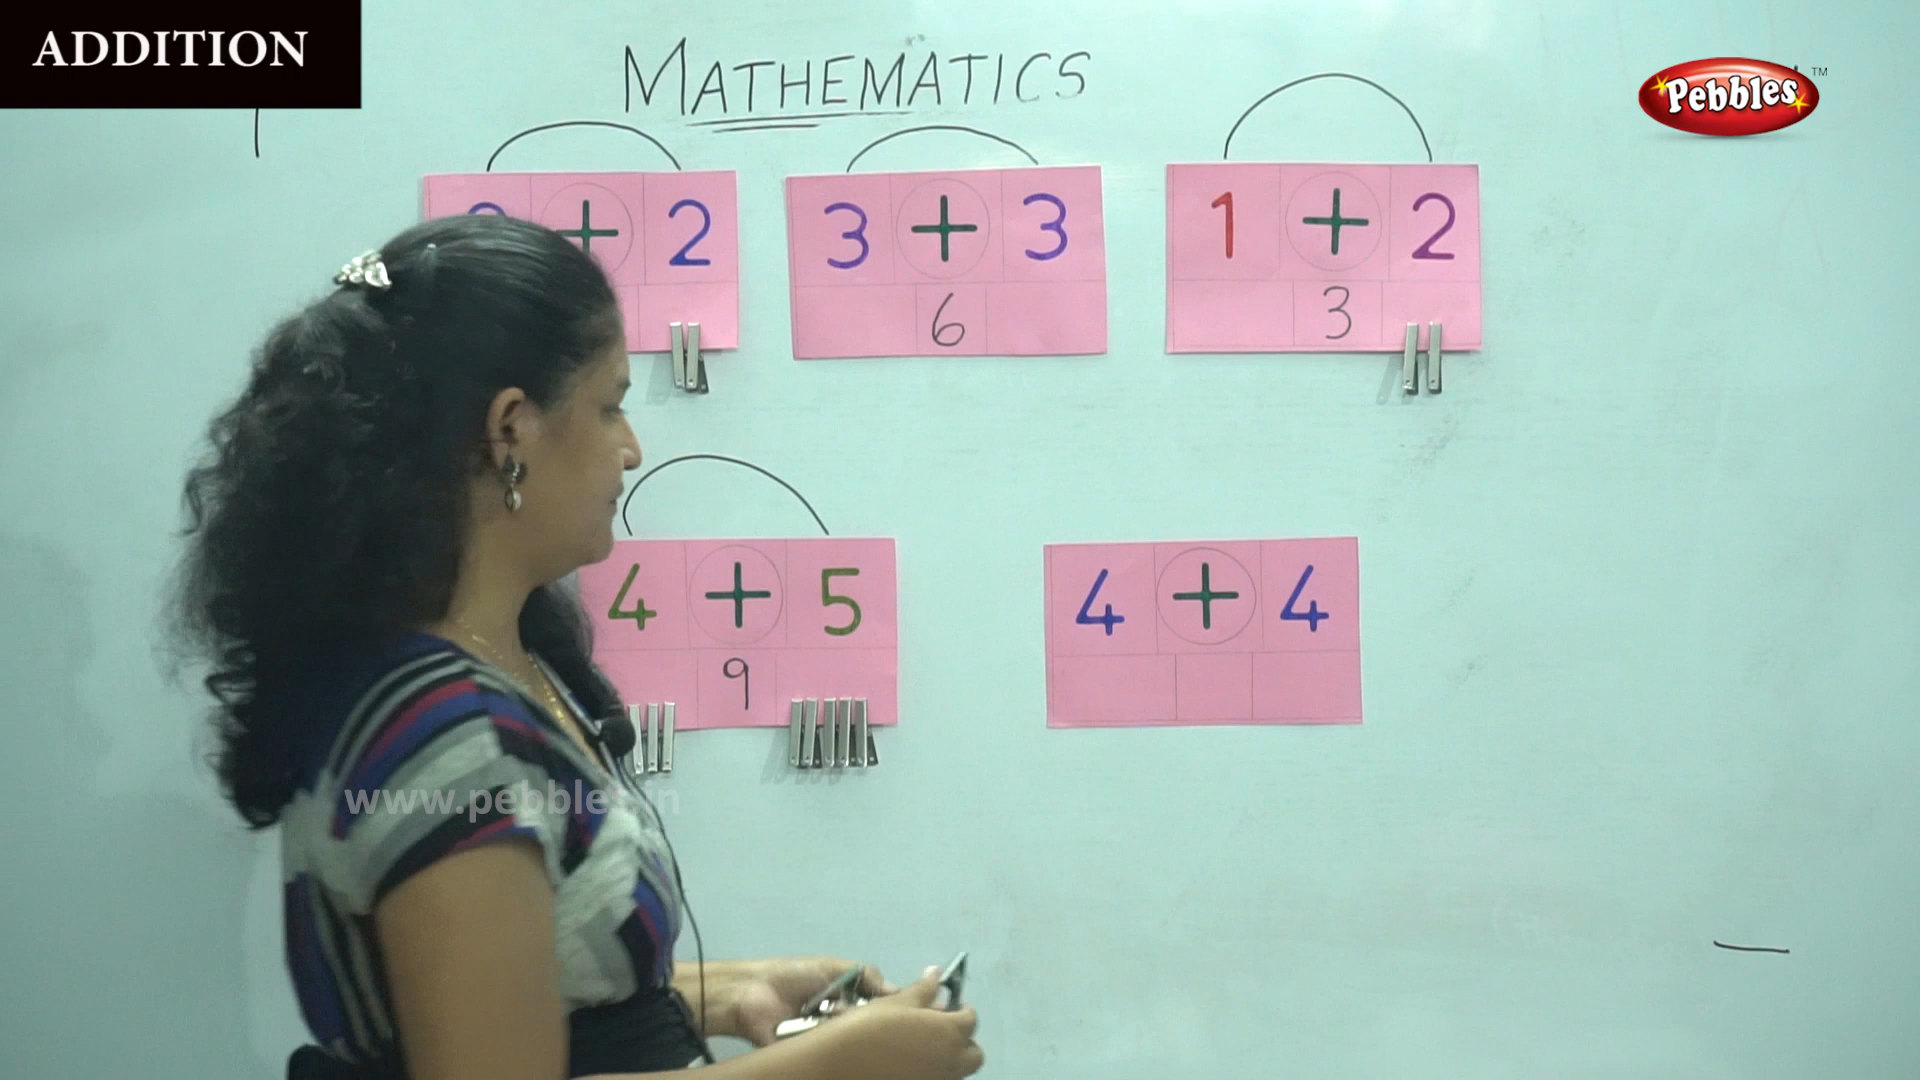 ADDITION
MATHEMATICS
Pebbles TM
+ 2
3 + 3
6
1 + 2
3
4 + 5
9
4 + 4
www.pebbles.in